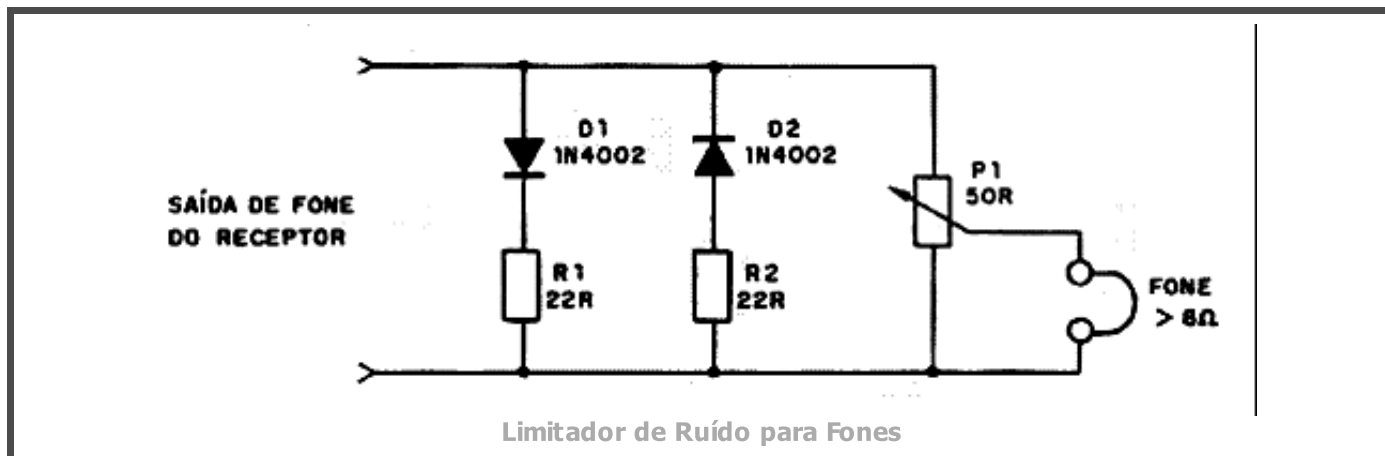 D1
1N4002
D2
1N4002
P1
50R
SAÍDA DE FONE
DO RECEPTOR
R1
22R
R2
22R
FONE
> 8Ω
Limitador de Ruído para Fones